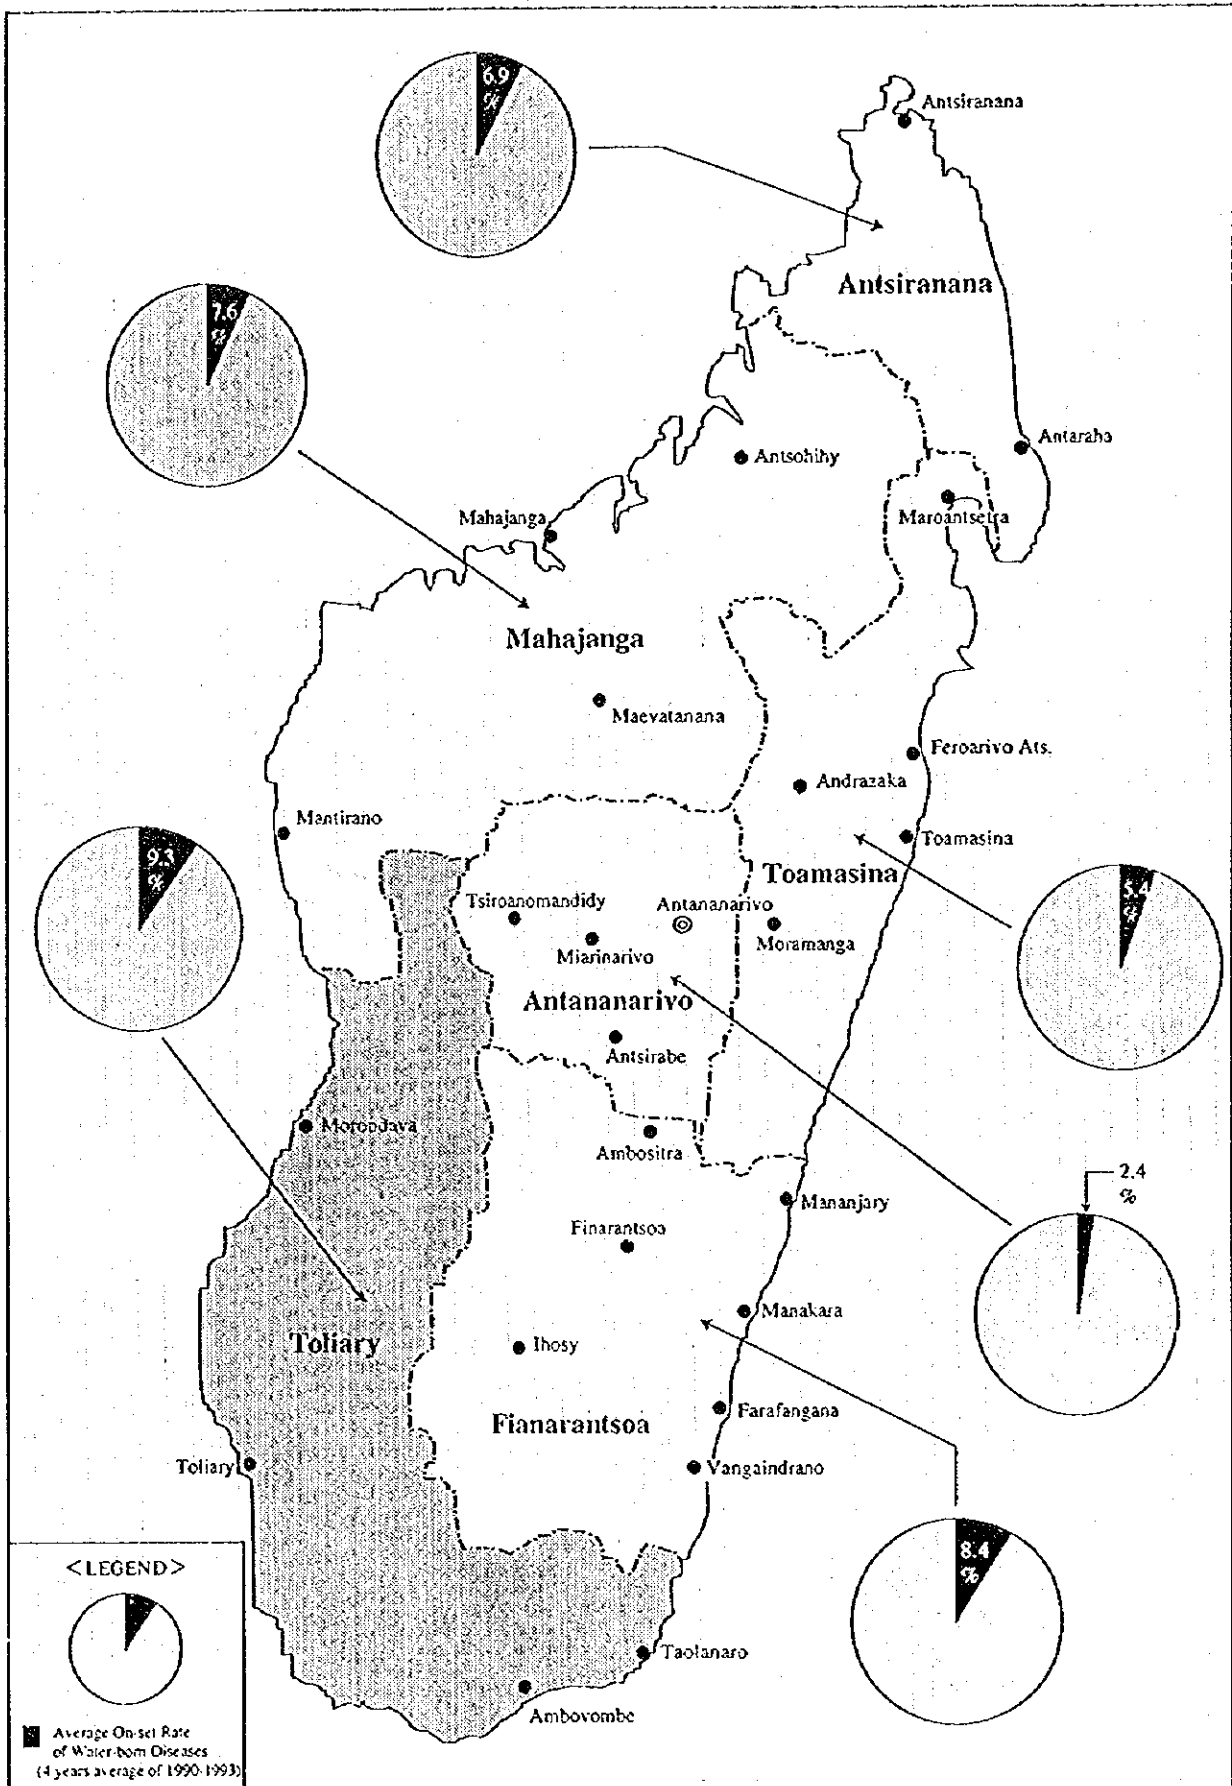 6.9
%
Antsiranana
Antsiranana
7.6
%
Antaraha
Antsohihy
Maroantsetra
Mahajanga
Mahajanga
Maevatanana
Feroarivo Ats.
Andrazaka
Mantirano
Toamasina
9.3
%
Toamasina
5.4
%
Tsiroanomandidy
Antananarivo
Miarinarivo
Moramanga
Antananarivo
Antsirabe
Morondava
Ambositra
2.4
%
Mananjary
Finarantsoa
Manakara
Toliary
Ihosy
Farafangana
Fianarantsoa
Toliary
Vangaindrano
8.4
%
<LEGEND>
Taolanaro
Ambovombe
Average On-set Rate
of Water-born Diseases
(4 years average of 1990-1993)